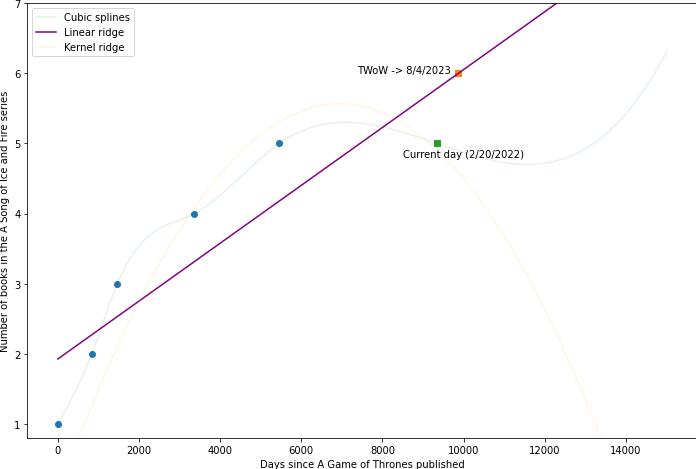 7
Cubic splines
Linear ridge
Kernel ridge
6
TWoW -> 8/4/2023
5
Current day (2/20/2022)
4
3
2
1
Number of books in the A Song of Ice and Fire series
0 2000 4000 6000 8000 10000 12000 14000
Days since A Game of Thrones published